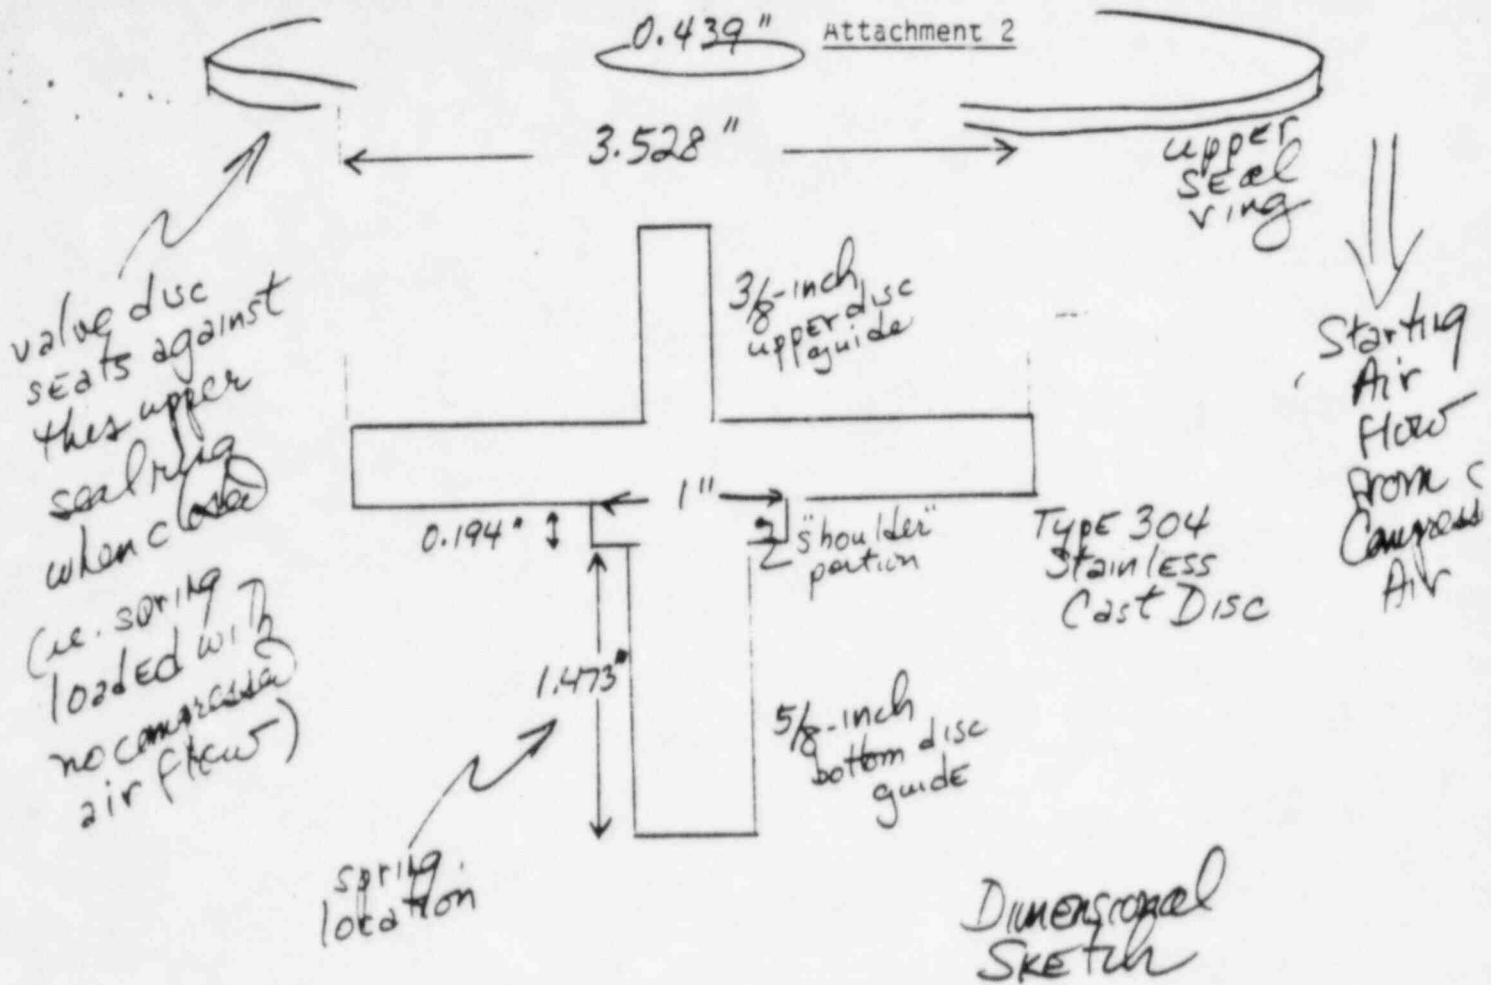 0.439"
Attachment 2
3.528"
upper
seal
ring
valve disc
seats against
this upper
seal ring
when closed
(ie. spring
loaded with
no compressed
air flow)
3/8-inch
upper disc
guide
Starting
Air
Flow
From
Compress
Air
1"
0.194"
"shoulder"
portion
Type 304
Stainless
Cast Disc
1.473"
5/8-inch
bottom disc
guide
spring
location
Dimensional
Sketch